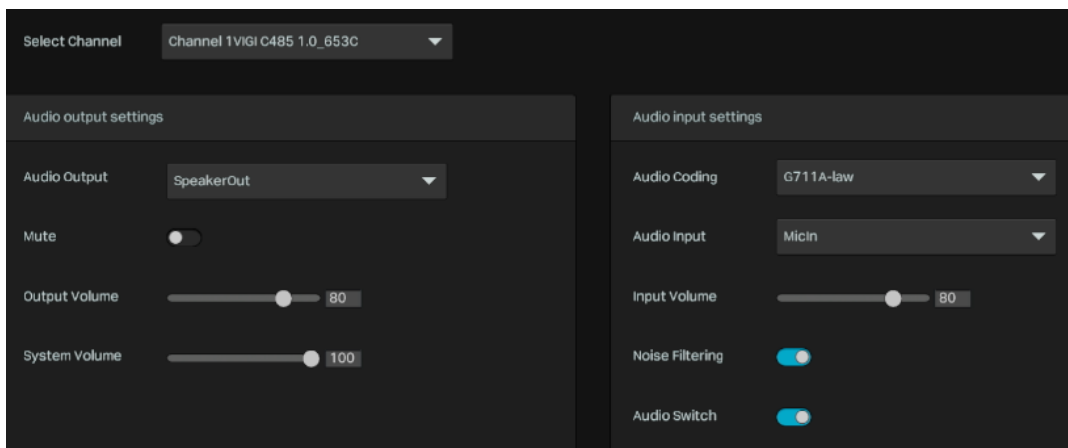 Select Channel
Channel 1VIGI C485 1.0_653C
Audio output settings
Audio Output
SpeakerOut
Mute
Output Volume
80
System Volume
100
Audio input settings
Audio Coding
G711A-law
Audio Input
MicIn
Input Volume
80
Noise Filtering
Audio Switch